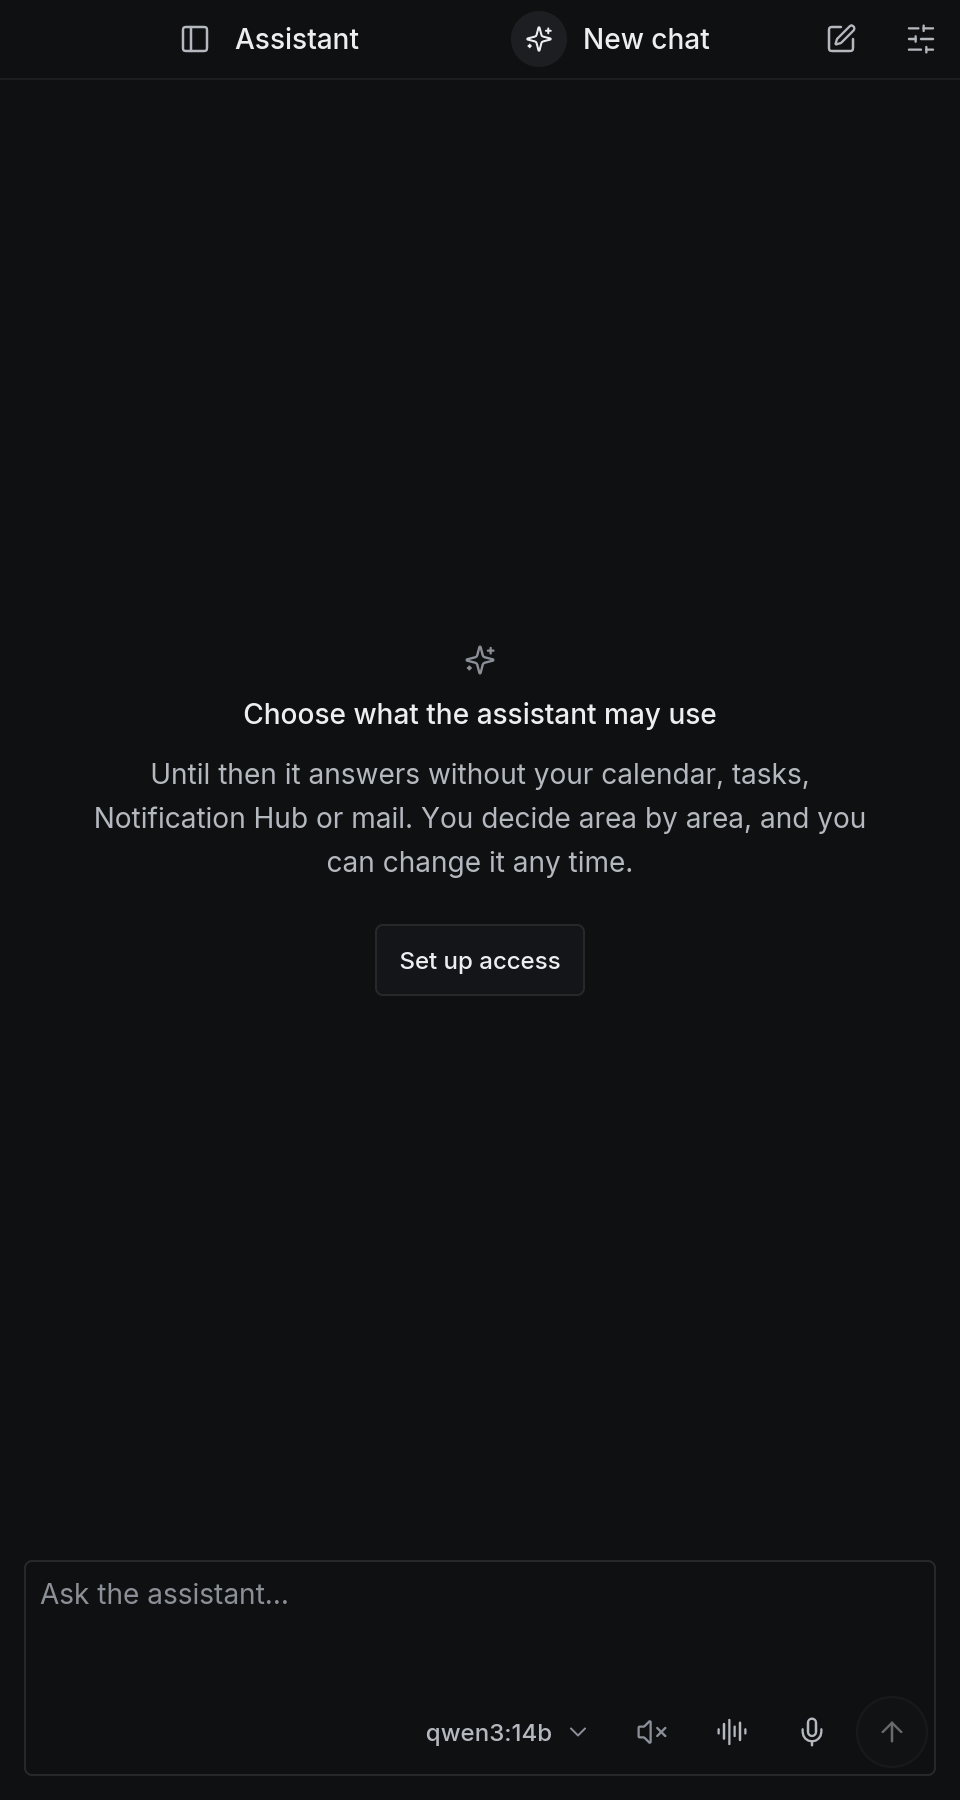 Assistant
New chat
Choose what the assistant may use
Until then it answers without your calendar, tasks,
Notification Hub or mail. You decide area by area, and you
can change it any time.
Set up access
Ask the assistant...
qwen3:14b